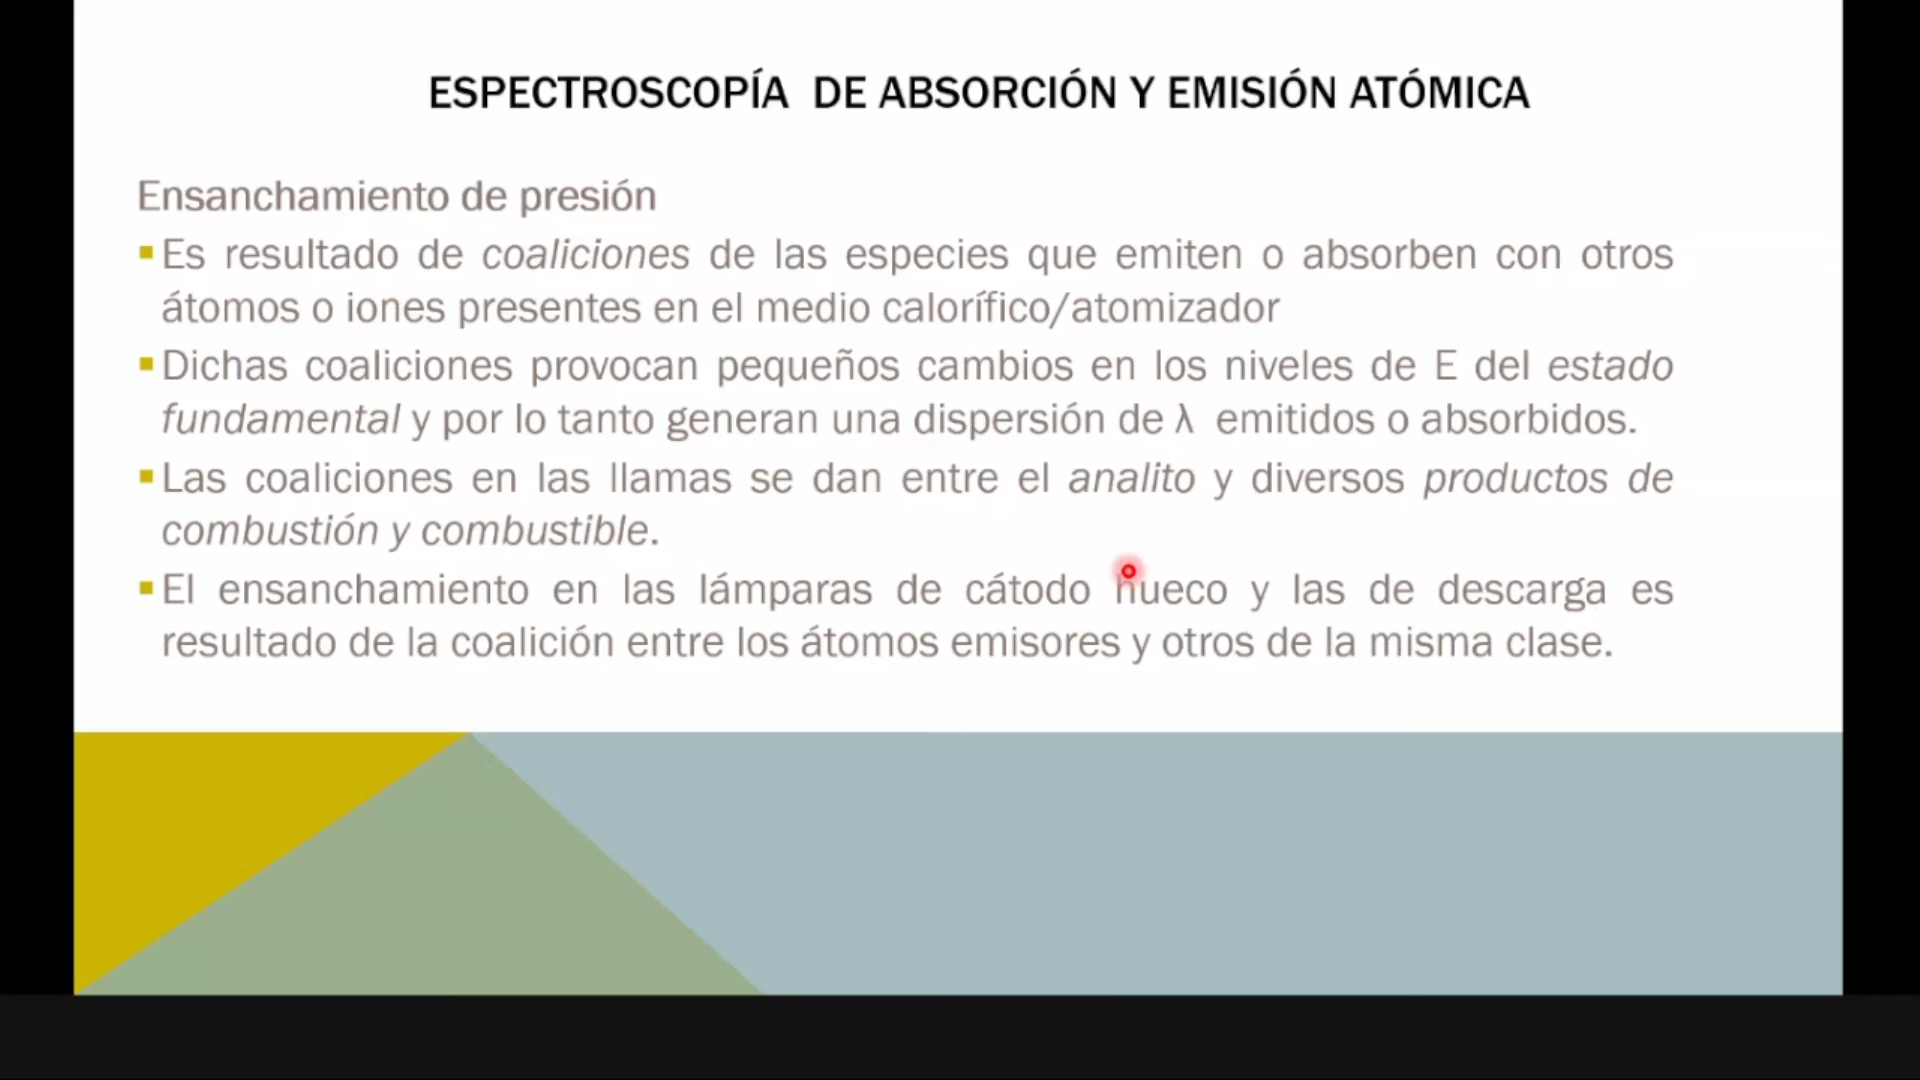 ESPECTROSCOPÍA DE ABSORCIÓN Y EMISIÓN ATÓMICA
Ensanchamiento de presión
▪Es resultado de coaliciones de las especies que emiten o absorben con otros
átomos o iones presentes en el medio calorífico/atomizador
▪Dichas coaliciones provocan pequeños cambios en los niveles de E del estado
fundamental y por lo tanto generan una dispersión de λ emitidos o absorbidos.
▪Las coaliciones en las llamas se dan entre el analito y diversos productos de
combustión y combustible.
▪El ensanchamiento en las lámparas de cátodo hueco y las de descarga es
resultado de la coalición entre los átomos emisores y otros de la misma clase.